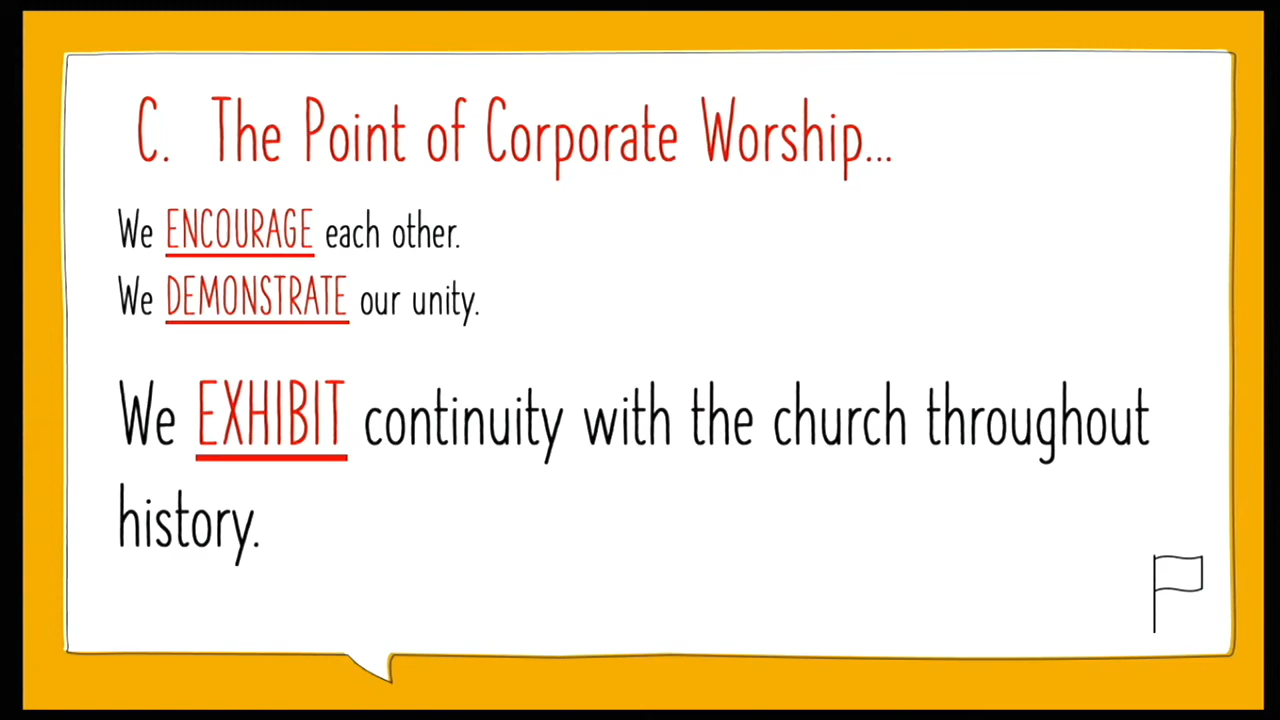 C. The Point of Corporate Worship...
We ENCOURAGE each other.
We DEMONSTRATE our unity.
We EXHIBIT continuity with the church throughout
history.